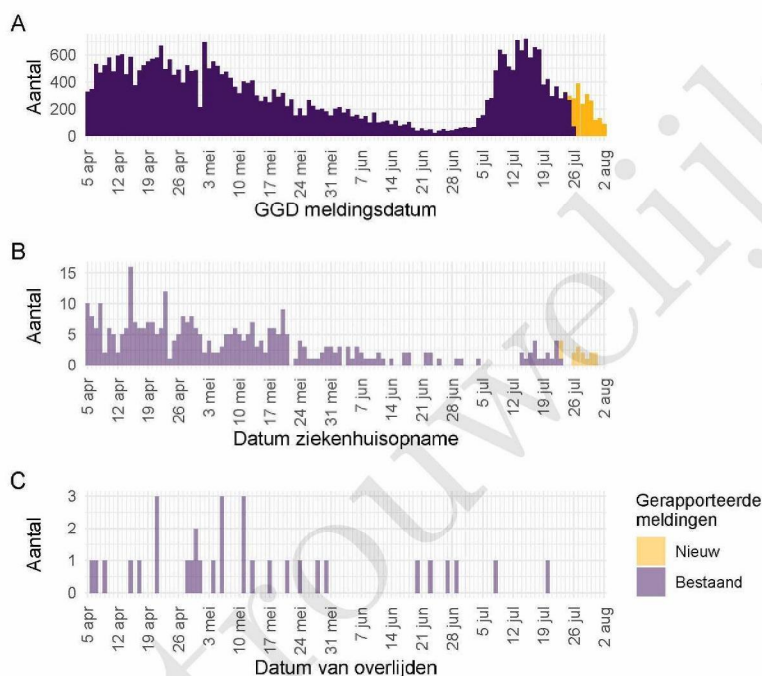 A
Aantal
600
400
200
0
5 apr
12 apr
19 apr
26 apr
3 mei
10 mei
17 mei
24 mei
31 mei
7 jun
14 jun
21 jun
28 jun
5 jul
12 jul
19 jul
26 jul
2 aug
GGD meldingsdatum
B
Aantal
15
10
5
0
5 apr
12 apr
19 apr
26 apr
3 mei
10 mei
17 mei
24 mei
31 mei
7 jun
14 jun
21 jun
28 jun
5 jul
12 jul
19 jul
26 jul
2 aug
Datum ziekenhuisopname
C
Aantal
3
2
1
0
5 apr
12 apr
19 apr
26 apr
3 mei
10 mei
17 mei
24 mei
31 mei
7 jun
14 jun
21 jun
28 jun
5 jul
12 jul
19 jul
26 jul
2 aug
Datum van overlijden
Gerapporteerde
meldingen
Nieuw
Bestaand
trouwelijk